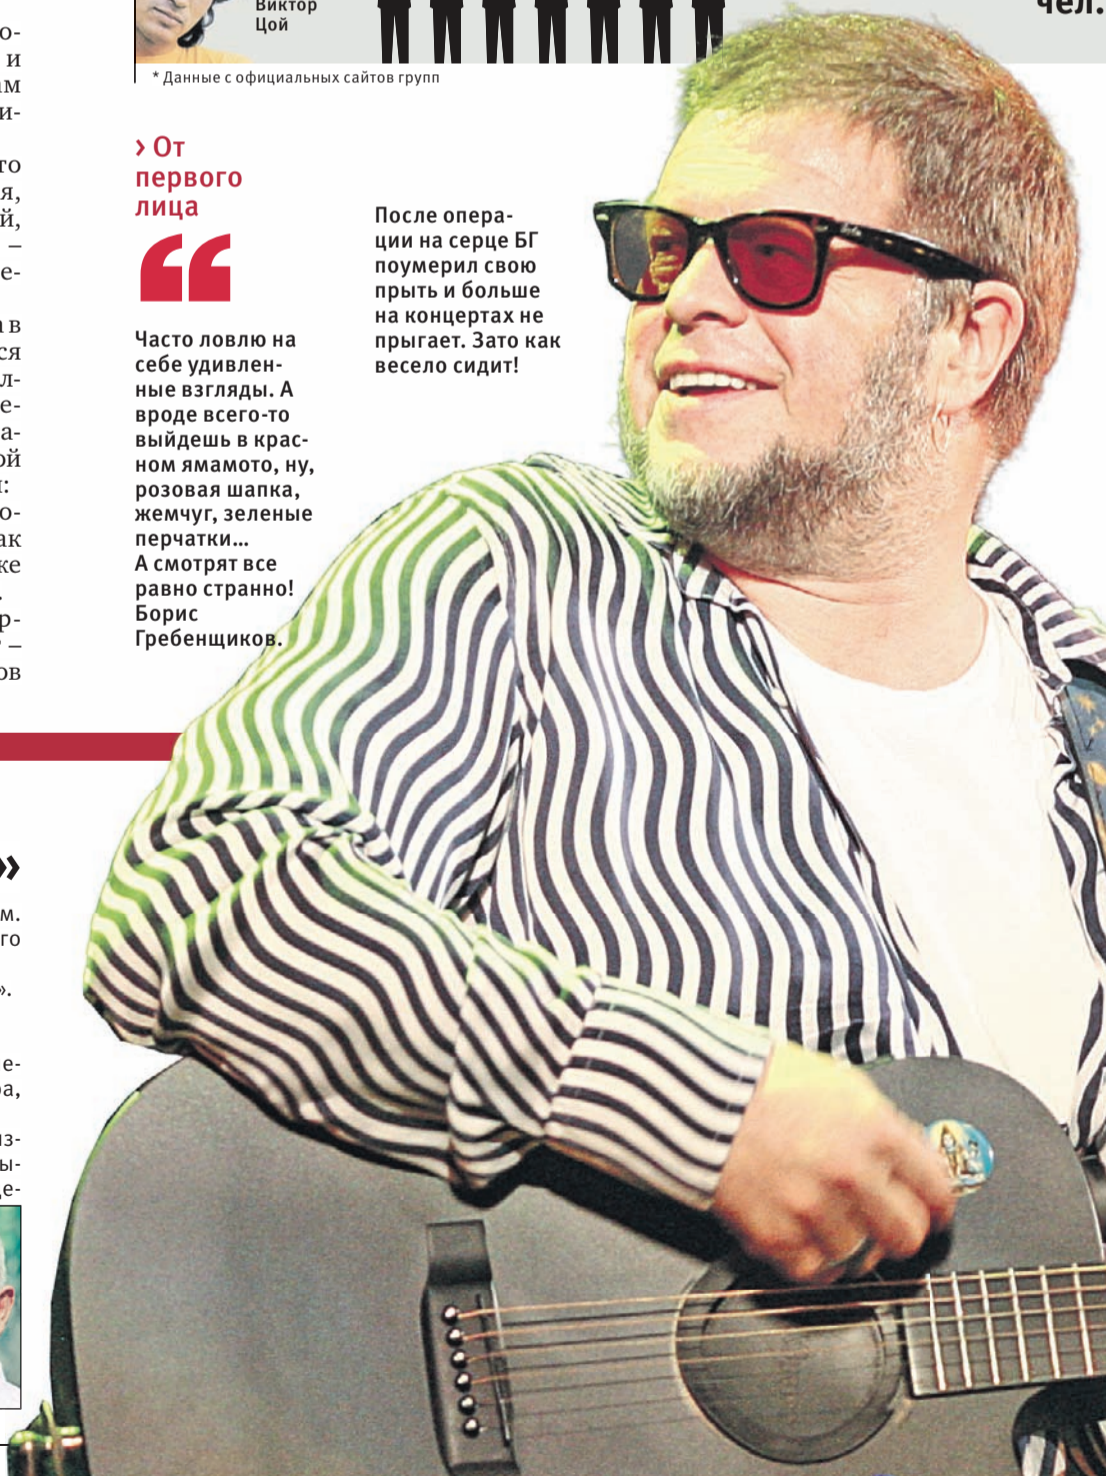 Виктор
Цой
чел.
* Данные с официальных сайтов групп
› От
первого
лица
Часто ловлю на
себе удивлен-
ные взгляды. А
вроде всего-то
выйдешь в крас-
ном ямамото, ну,
розовая шапка,
жемчуг, зеленые
перчатки...
А смотрят все
равно странно!
Борис
Гребенщиков.
После опера-
ции на серце БГ
поумерил свою
прыть и больше
на концертах не
прыгает. Зато как
весело сидит!